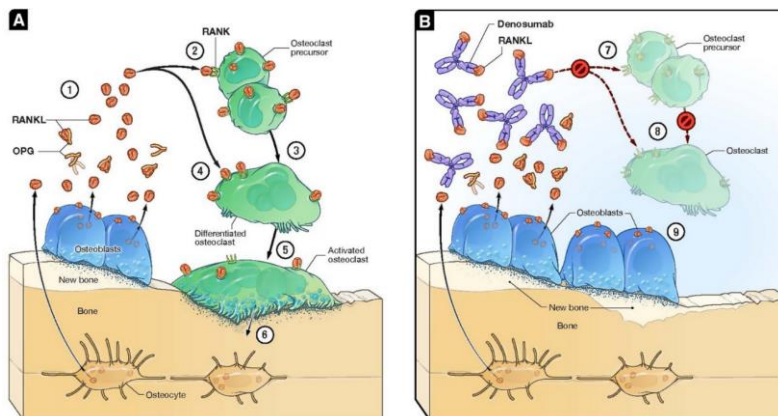 A
RANK
2
Osteoclast
precursor
1
RANKL
OPG
3
4
Differentiated
osteoclast
5
Activated
osteoclast
Osteoblasts
New bone
Bone
6
Osteocyte
B
Denosumab
RANKL
7
Osteoclast
precursor
8
Osteoclast
Osteoblasts
9
New bone
Bone